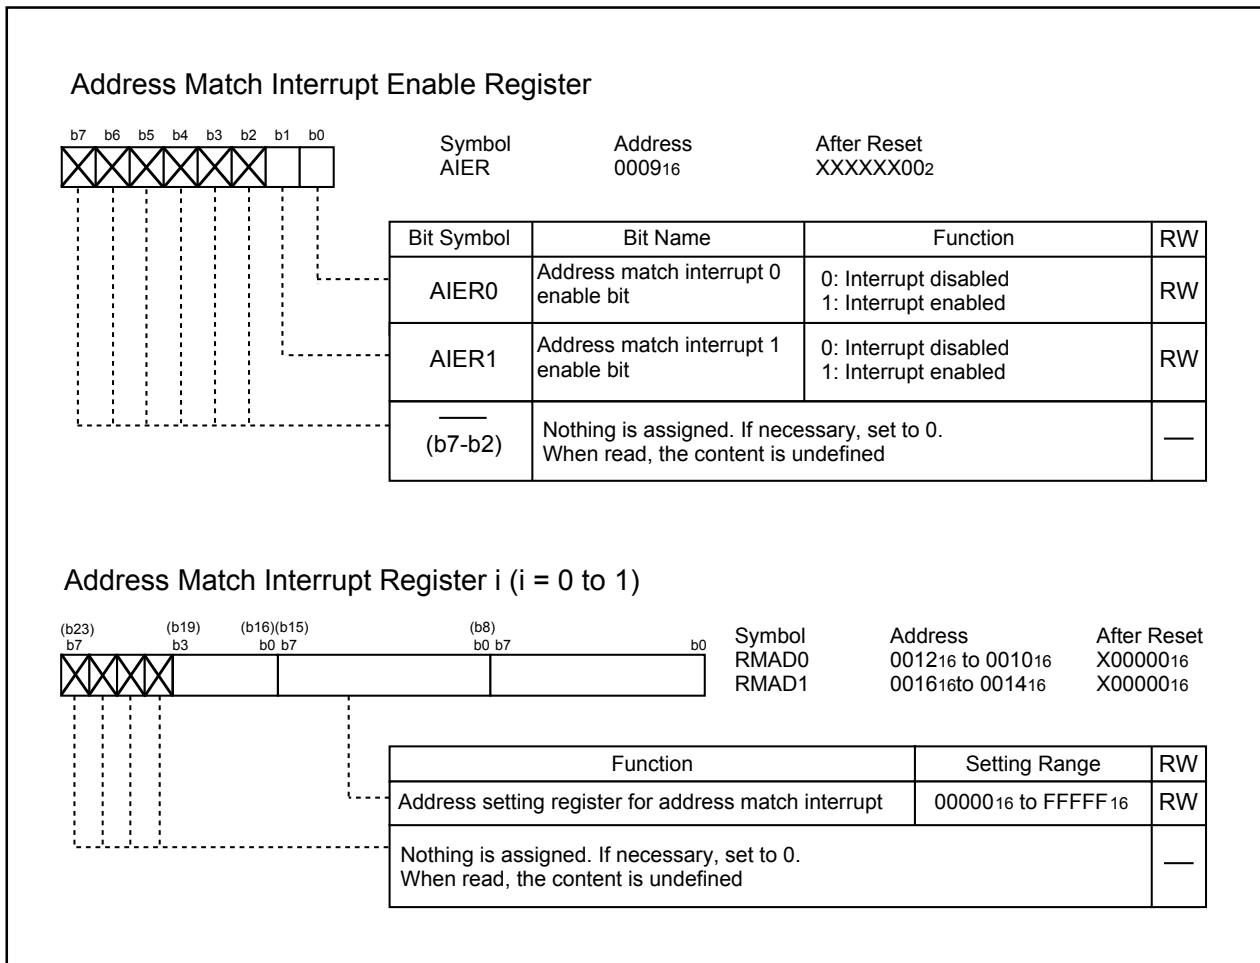 Address Match Interrupt Enable Register
b7 b6 b5 b4 b3 b2 b1 b0
Symbol Address After Reset
AIER 000916 XXXXXX002
Bit Symbol Bit Name Function RW
AIER0 Address match interrupt 0 enable bit 0: Interrupt disabled 1: Interrupt enabled RW
AIER1 Address match interrupt 1 enable bit 0: Interrupt disabled 1: Interrupt enabled RW
(b7-b2) Nothing is assigned. If necessary, set to 0.
When read, the content is undefined —
Address Match Interrupt Register i (i = 0 to 1)
(b23) (b19) (b16)(b15) (b8)
b7 b3 b0 b7 b0 b7 b0
Symbol Address After Reset
RMAD0 001216 to 001016 X0000016
RMAD1 001616to 001416 X0000016
Function Setting Range RW
Address setting register for address match interrupt 0000016 to FFFFF16 RW
Nothing is assigned. If necessary, set to 0.
When read, the content is undefined —